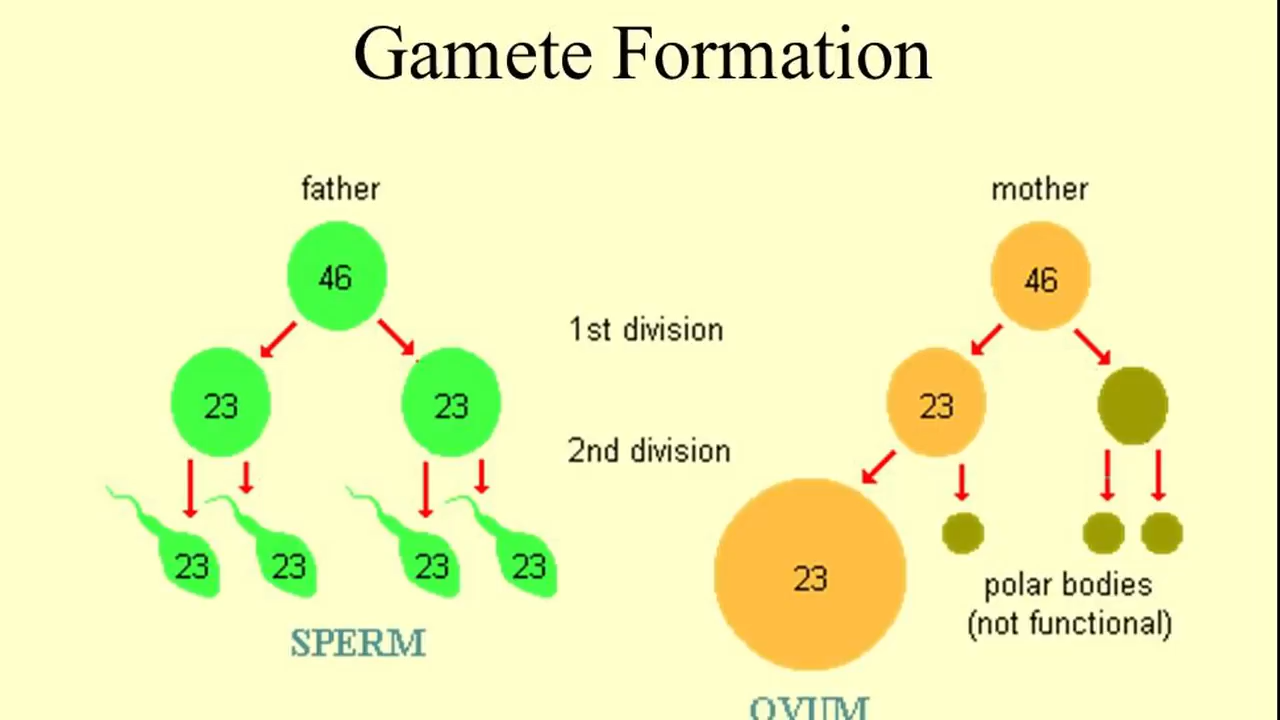 Gamete Formation
father
mother
46
46
1st division
23
23
23
2nd division
23
23
23
23
23
polar bodies
(not functional)
SPERM
OVUM